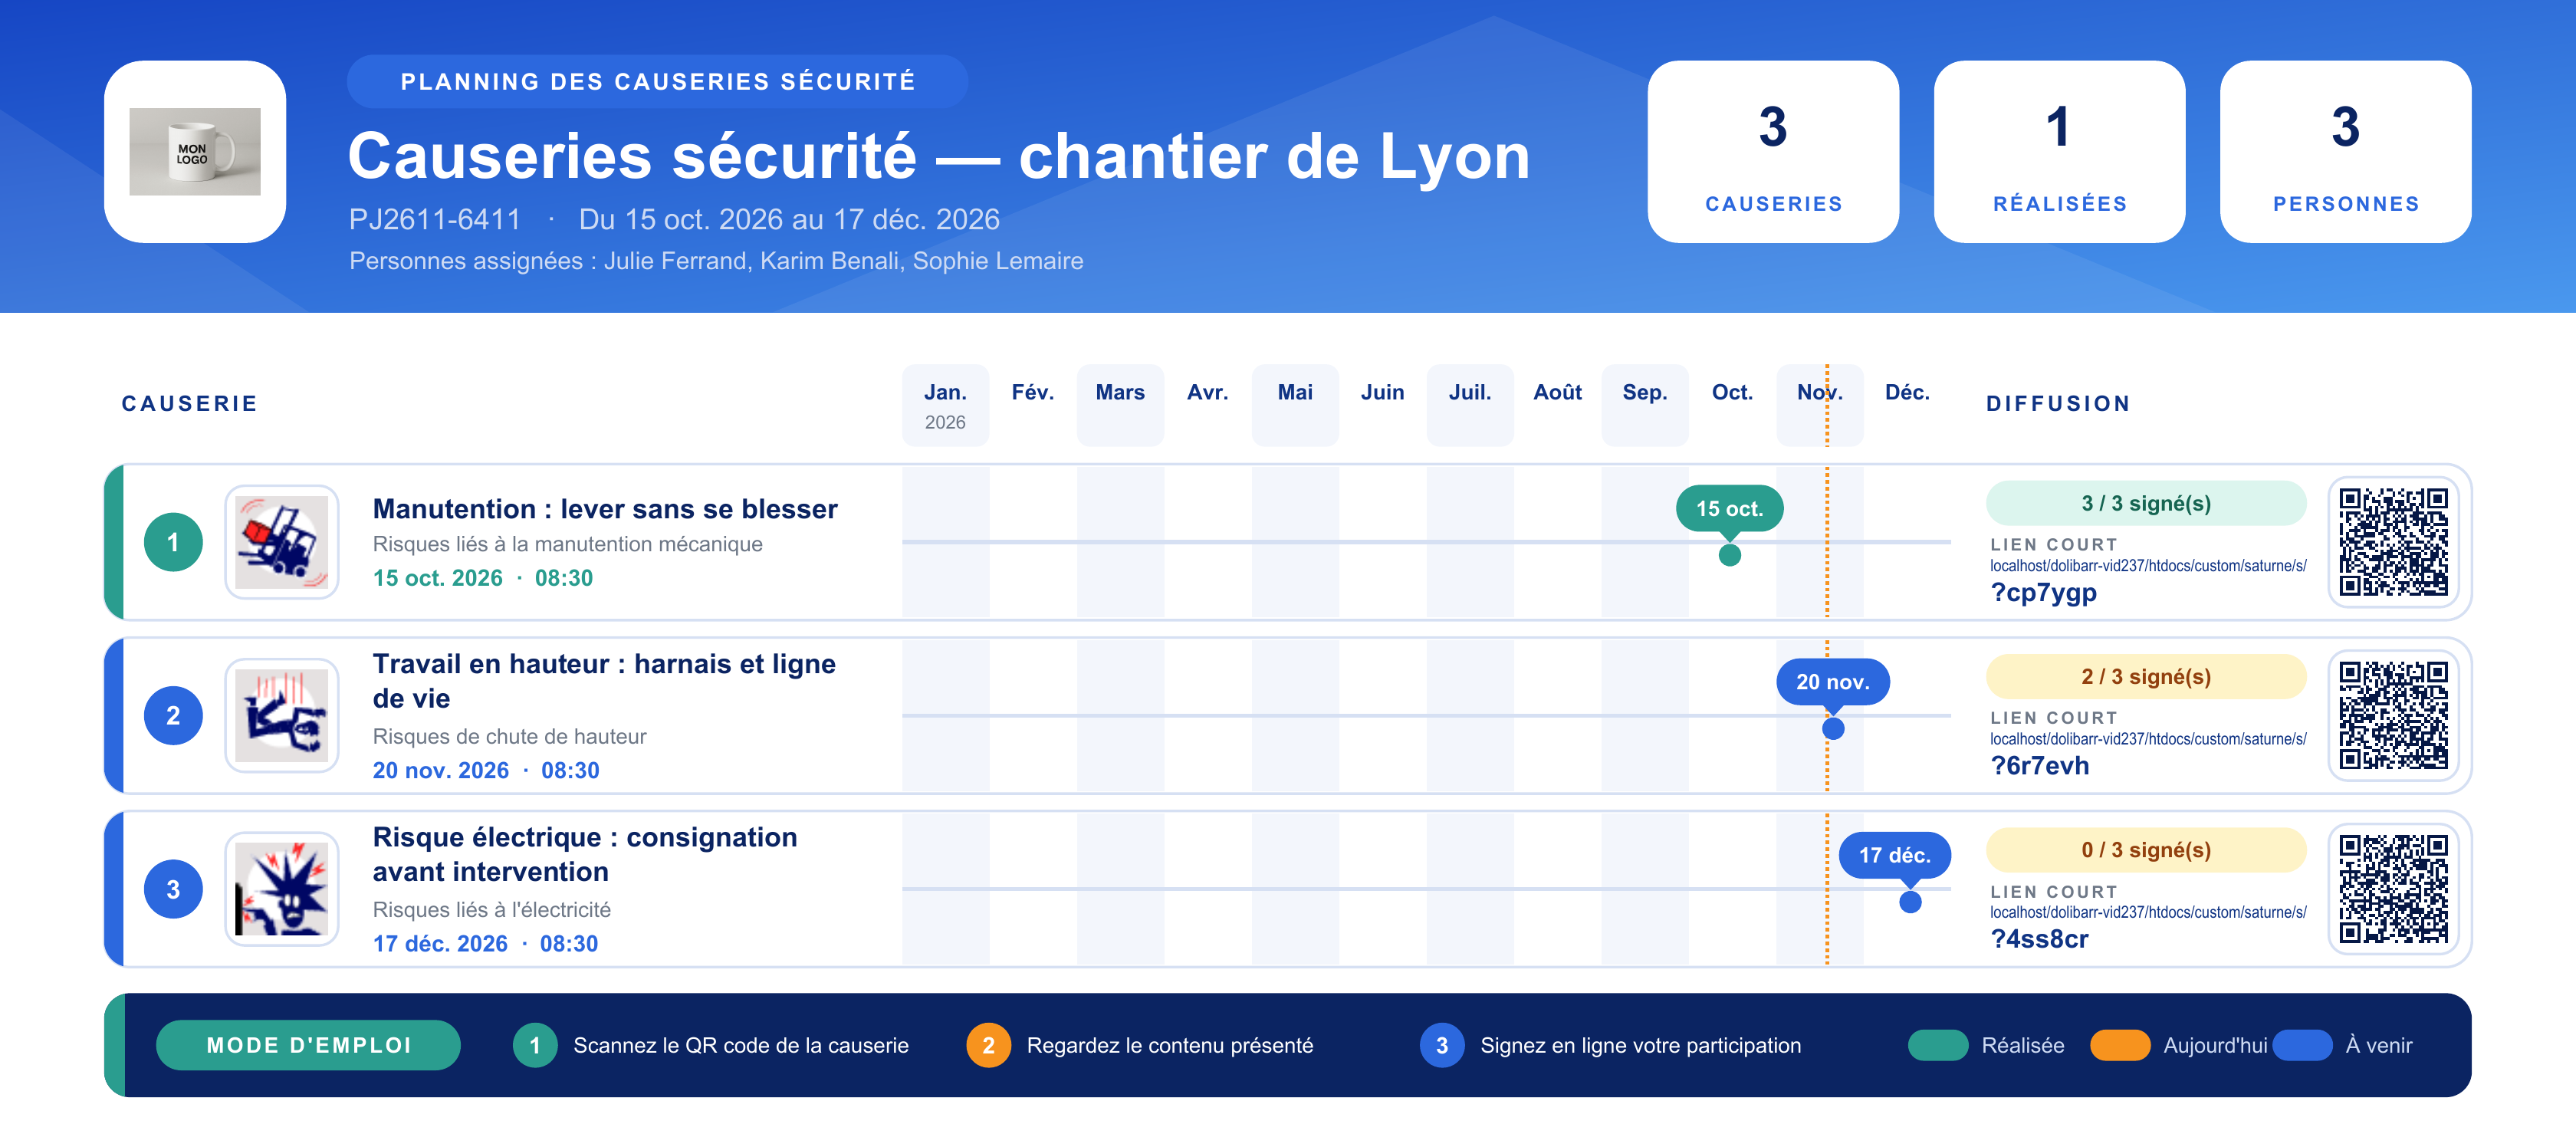 MON
LOGO
PLANNING DES CAUSERIES SÉCURITÉ
Causeries sécurité — chantier de Lyon
PJ2611-6411 · Du 15 oct. 2026 au 17 déc. 2026
Personnes assignées : Julie Ferrand, Karim Benali, Sophie Lemaire
3
CAUSERIES
1
RÉALISÉES
3
PERSONNES
CAUSERIE
Jan. Fév. Mars Avr. Mai Juin Juil. Août Sep. Oct. Nov. Déc.
2026
DIFFUSION
1
Manutention : lever sans se blesser
Risques liés à la manutention mécanique
15 oct. 2026 · 08:30
15 oct.
3 / 3 signé(s)
LIEN COURT
localhost/dolibarr-vid237/htdocs/custom/saturne/s/
?cp7ygp
2
Travail en hauteur : harnais et ligne
de vie
Risques de chute de hauteur
20 nov. 2026 · 08:30
20 nov.
2 / 3 signé(s)
LIEN COURT
localhost/dolibarr-vid237/htdocs/custom/saturne/s/
?6r7evh
3
Risque électrique : consignation
avant intervention
Risques liés à l'électricité
17 déc. 2026 · 08:30
17 déc.
0 / 3 signé(s)
LIEN COURT
localhost/dolibarr-vid237/htdocs/custom/saturne/s/
?4ss8cr
MODE D'EMPLOI
1 Scannez le QR code de la causerie
2 Regardez le contenu présenté
3 Signez en ligne votre participation
Réalisée
Aujourd'hui
À venir